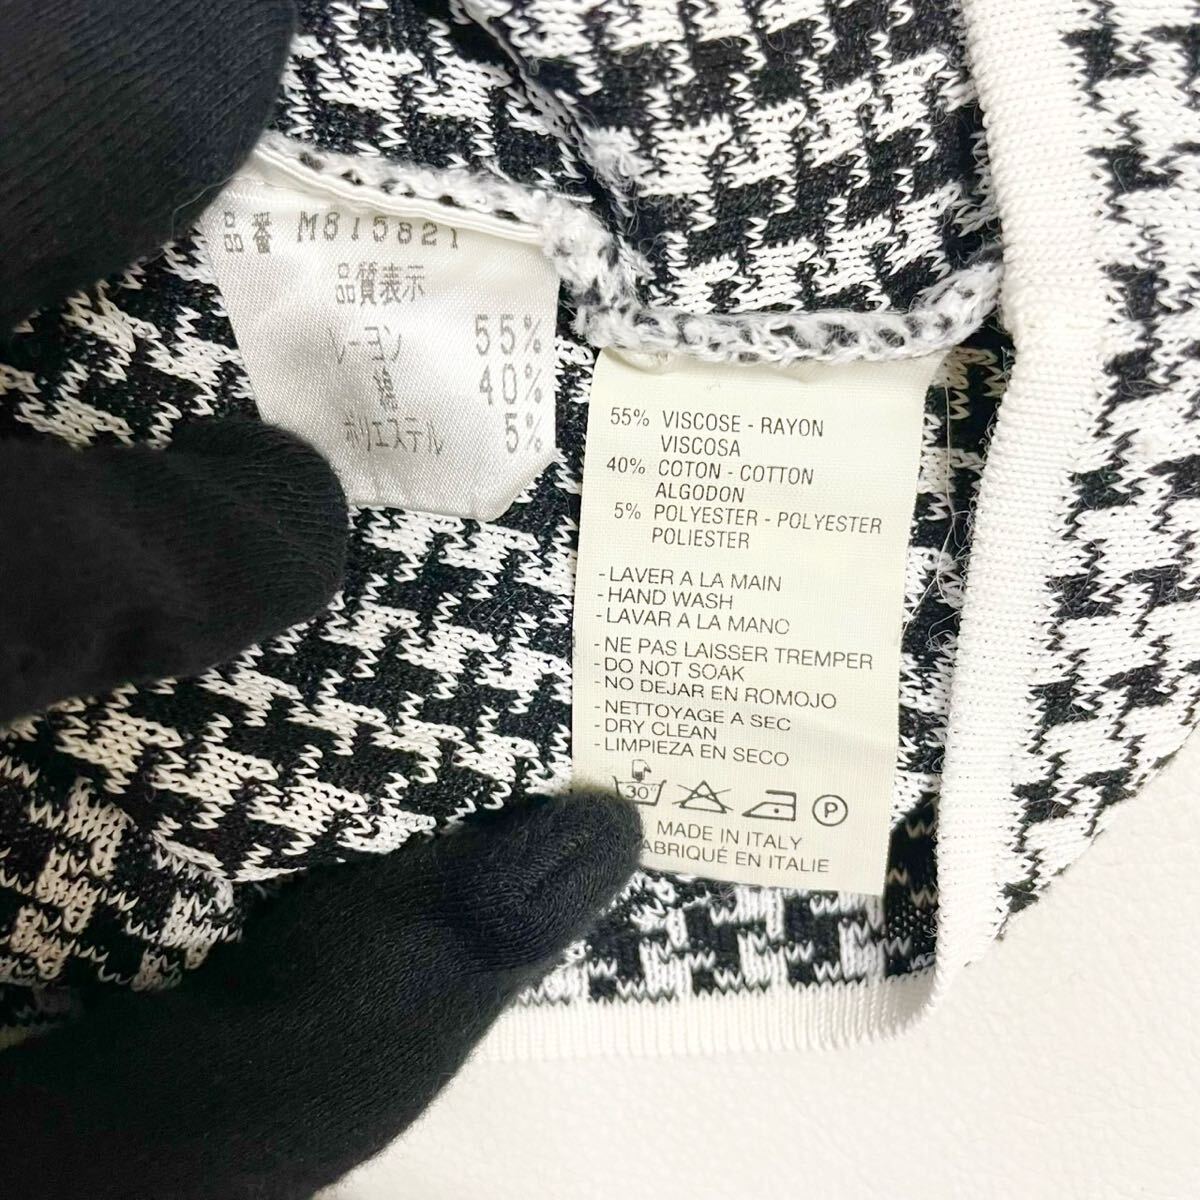 品番 M815821
品質表示
レーヨン 55%
綿 40%
ポリエステル 5%
55% VISCOSE - RAYON
VISCOSA
40% COTON - COTTON
ALGODON
5% POLYESTER - POLYESTER
POLIESTER
- LAVER A LA MAIN
- HAND WASH
- LAVAR A LA MANC
- NE PAS LAISSER TREMPER
- DO NOT SOAK
- NO DEJAR EN ROMOJO
- NETTOYAGE A SEC
- DRY CLEAN
- LIMPIEZA EN SECO
30° P
MADE IN ITALY
FABRIQUÉ EN ITALIE